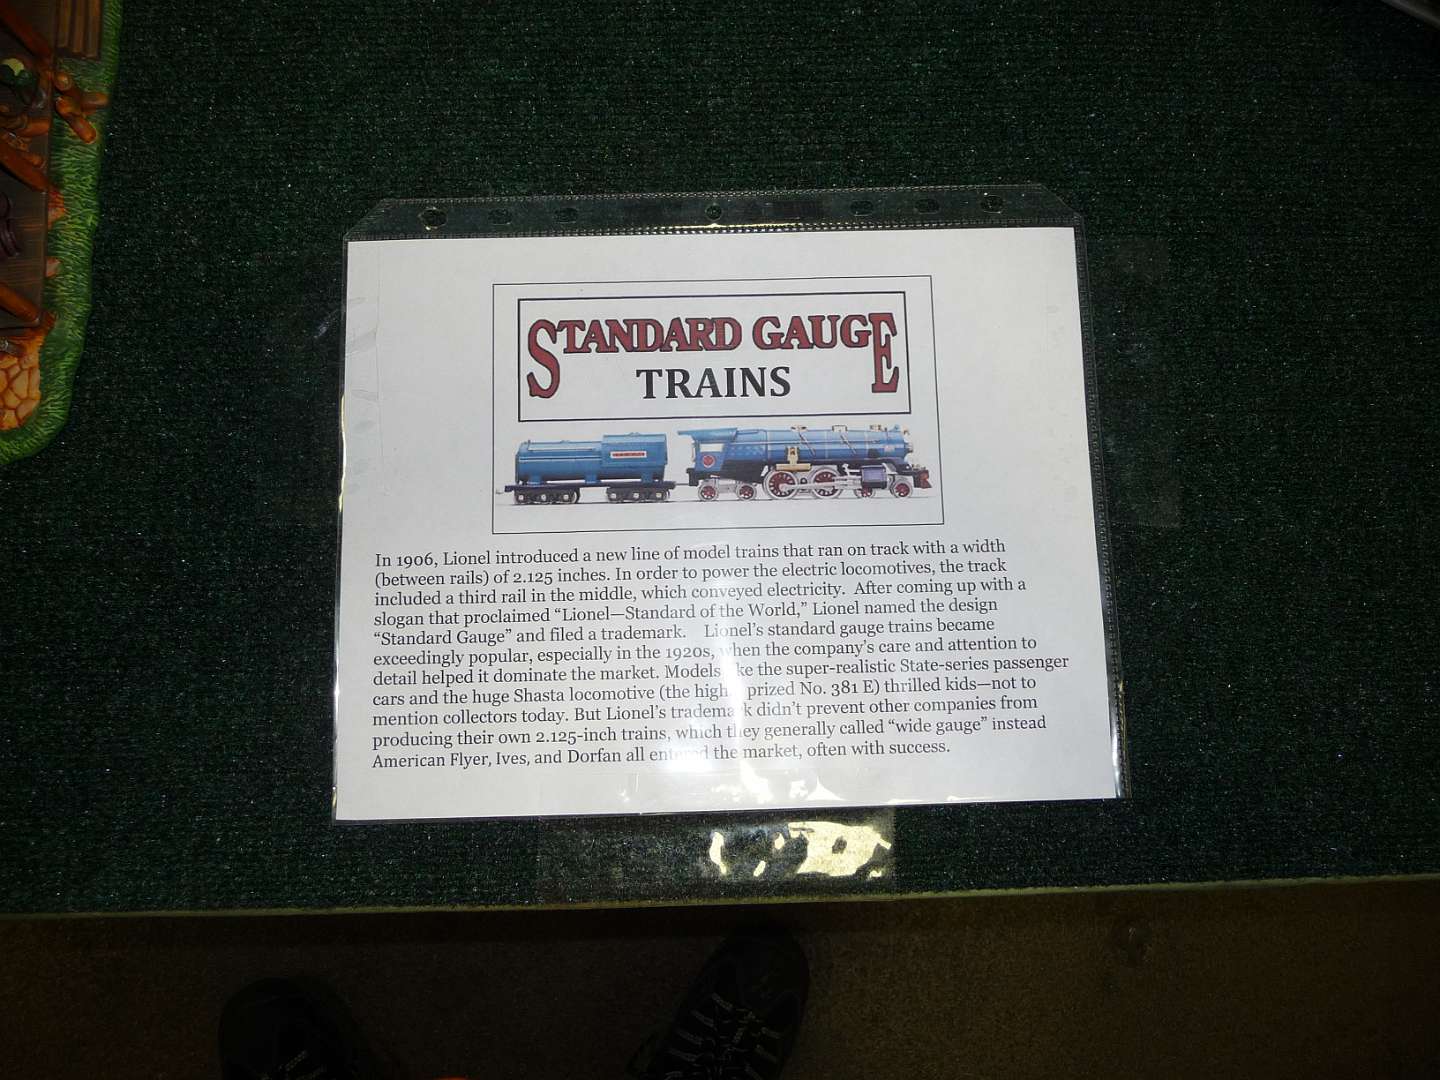 STANDARD GAUGE
TRAINS
In 1906, Lionel introduced a new line of model trains that ran on track with a width
(between rails) of 2.125 inches. In order to power the electric locomotives, the track
included a third rail in the middle, which conveyed electricity. After coming up with a
slogan that proclaimed “Lionel—Standard of the World,” Lionel named the design
“Standard Gauge” and filed a trademark. Lionel’s standard gauge trains became
exceedingly popular, especially in the 1920s, when the company’s care and attention to
detail helped it dominate the market. Models like the super-realistic State-series passenger
cars and the huge Shasta locomotive (the highly prized No. 381 E) thrilled kids—not to
mention collectors today. But Lionel’s trademark didn’t prevent other companies from
producing their own 2.125-inch trains, which they generally called “wide gauge” instead
American Flyer, Ives, and Dorfan all entered the market, often with success.